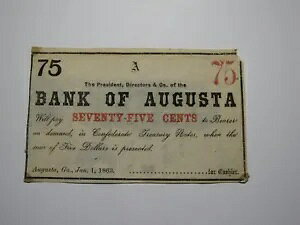 75 A 75
The President, Directors & Co. of the
BANK OF AUGUSTA
Will pay SEVENTY-FIVE CENTS to Bearer
on demand, in Confederate Treasury Notes, when the
sum of Five Dollars is presented.
Augusta, Ga., Jan. 1, 1863. for Cashier.